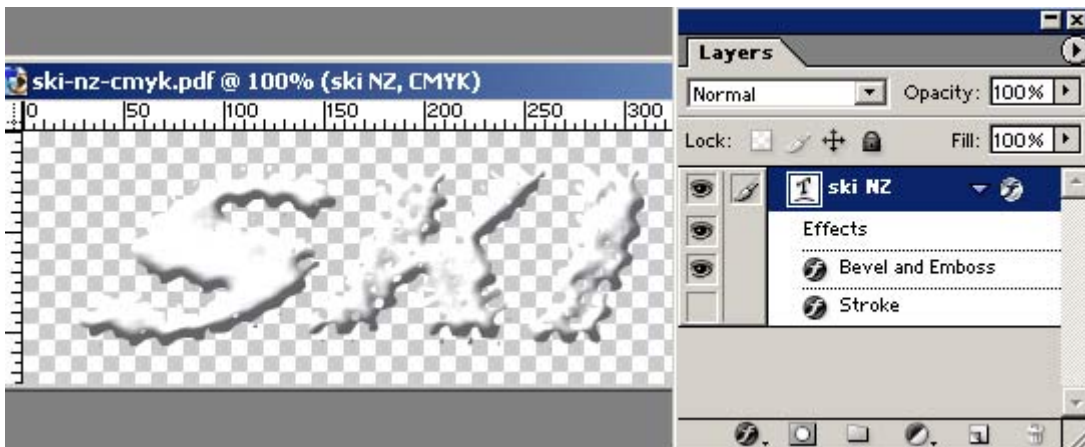 ski-nz-cmyk.pdf @ 100% (ski NZ, CMYK)
0 50 100 150 200 250 300
SKI
Layers
Normal Opacity: 100%
Lock: Fill: 100%
ski NZ
Effects
Bevel and Emboss
Stroke